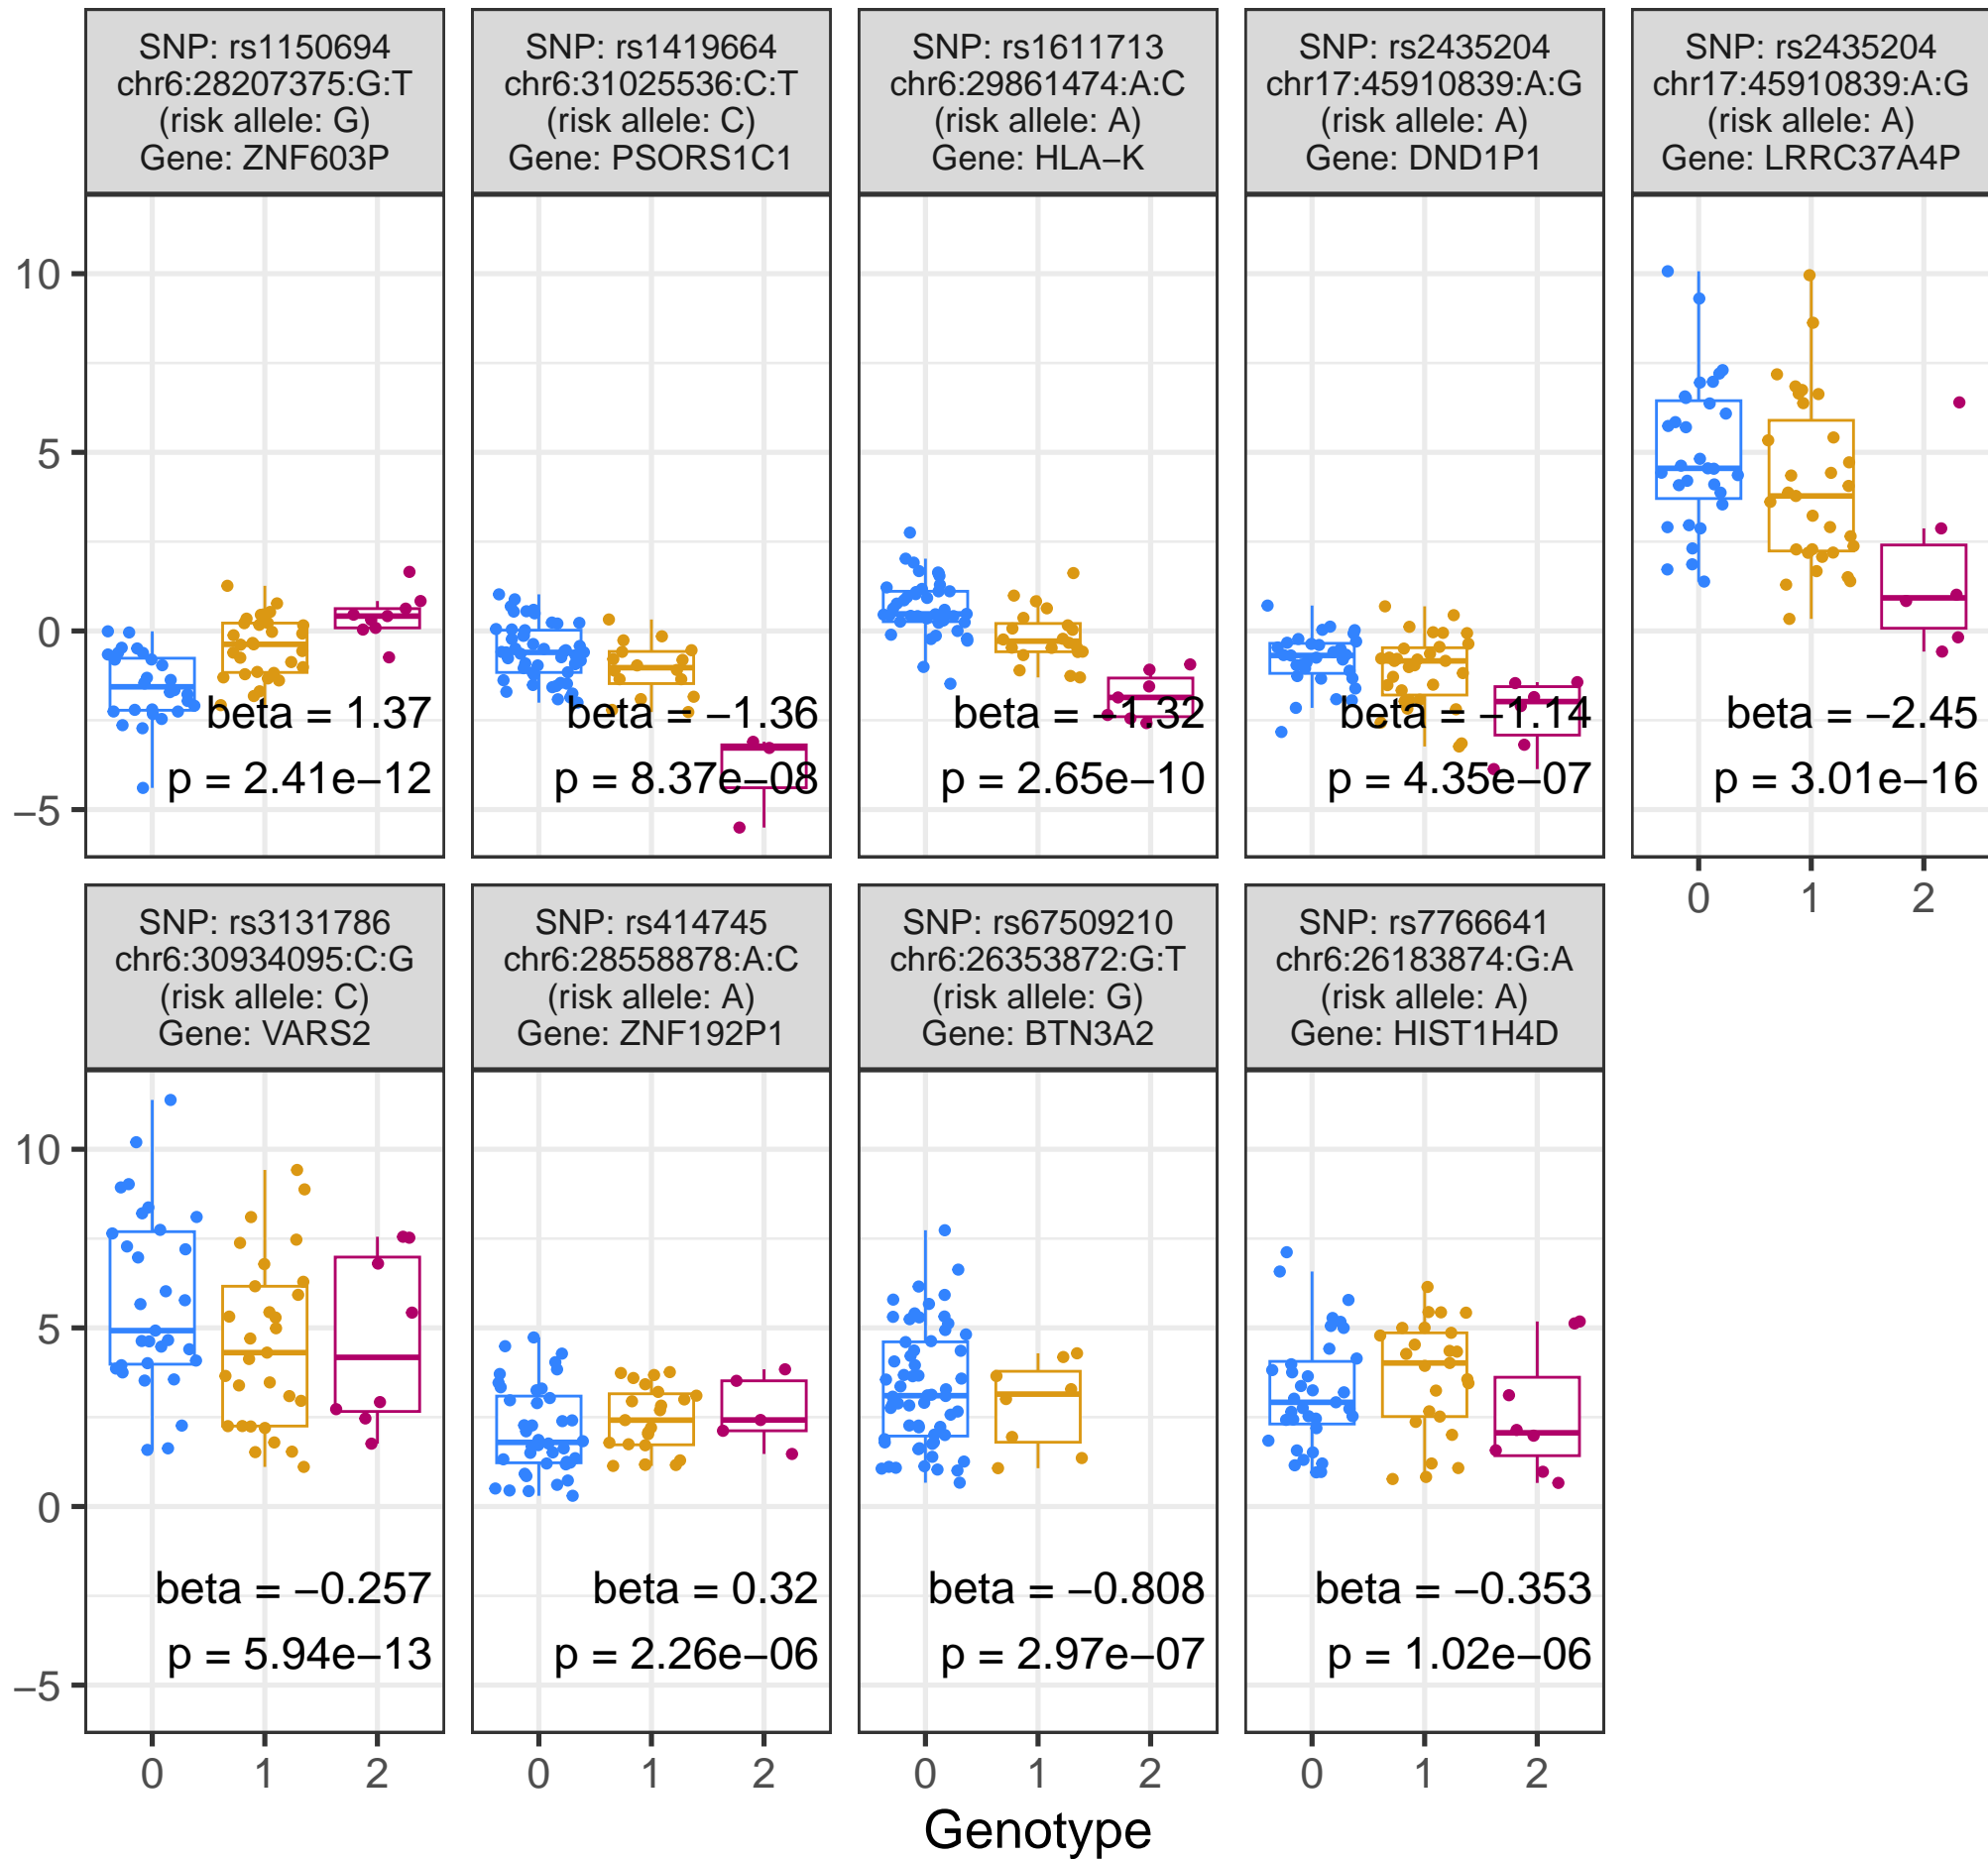 SNP: rs1150694
chr6:28207375:G:T
(risk allele: G)
Gene: ZNF603P
SNP: rs1419664
chr6:31025536:C:T
(risk allele: C)
Gene: PSORS1C1
SNP: rs1611713
chr6:29861474:A:C
(risk allele: A)
Gene: HLA−K
SNP: rs2435204
chr17:45910839:A:G
(risk allele: A)
Gene: DND1P1
SNP: rs2435204
chr17:45910839:A:G
(risk allele: A)
Gene: LRRC37A4P
10
5
0
−5
beta = 1.37
p = 2.41e−12
beta = −1.36
p = 8.37e−08
beta = −1.32
p = 2.65e−10
beta = −1.14
p = 4.35e−07
beta = −2.45
p = 3.01e−16
0 1 2
SNP: rs3131786
chr6:30934095:C:G
(risk allele: C)
Gene: VARS2
SNP: rs414745
chr6:28558878:A:C
(risk allele: A)
Gene: ZNF192P1
SNP: rs67509210
chr6:26353872:G:T
(risk allele: G)
Gene: BTN3A2
SNP: rs7766641
chr6:26183874:G:A
(risk allele: A)
Gene: HIST1H4D
10
5
0
−5
beta = −0.257
p = 5.94e−13
beta = 0.32
p = 2.26e−06
beta = −0.808
p = 2.97e−07
beta = −0.353
p = 1.02e−06
0 1 2
0 1 2
0 1 2
0 1 2
Genotype